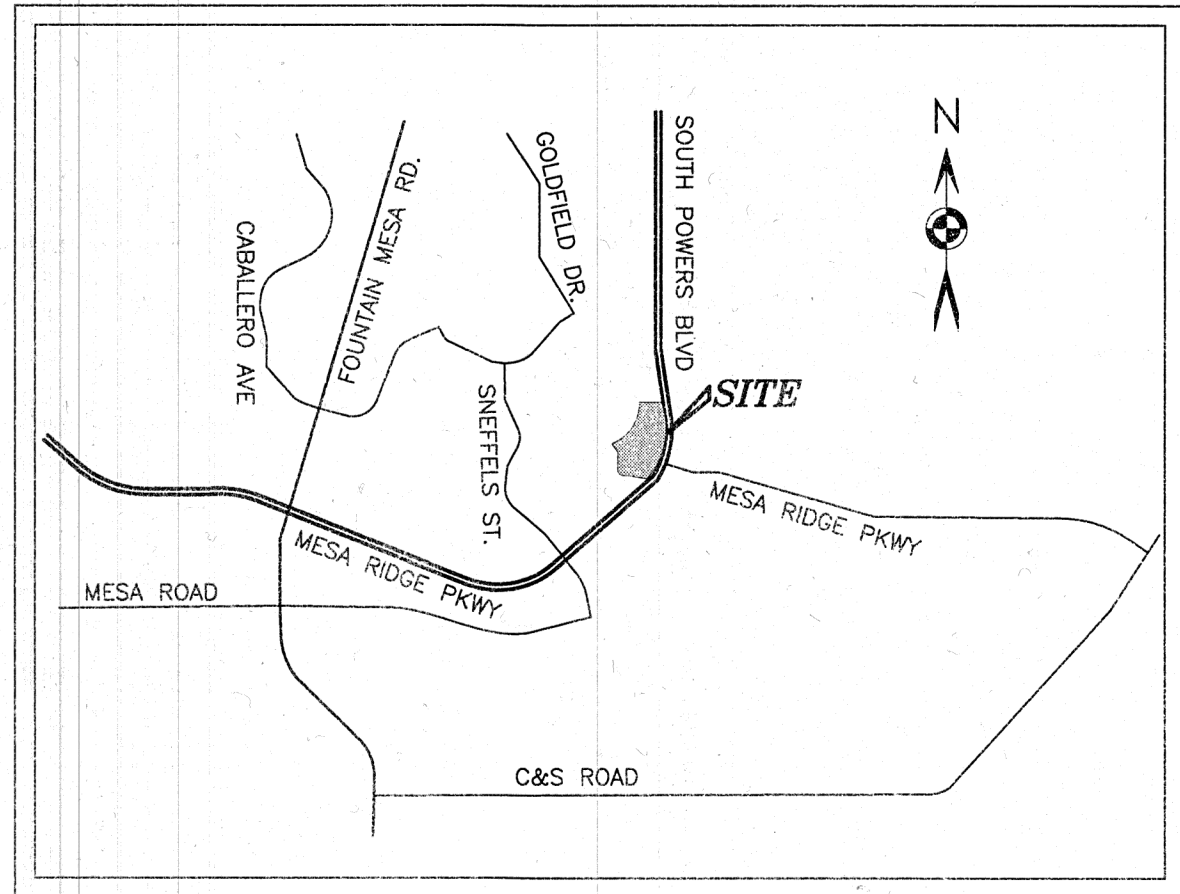 N
SOUTH POWERS BLVD
GOLDFIELD DR.
FOUNTAIN MESA RD.
CABALLERO AVE
SITE
SNEFFELS ST.
MESA RIDGE PKWY
MESA RIDGE PKWY
MESA ROAD
C&S ROAD